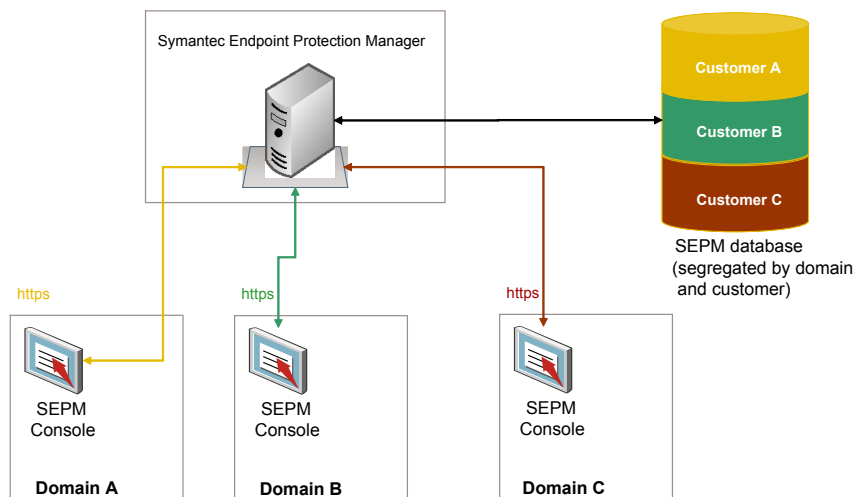 Symantec Endpoint Protection Manager
Customer A
Customer B
Customer C
SEPM database
(segregated by domain
and customer)
https
https
https
SEPM
Console
SEPM
Console
SEPM
Console
Domain A
Domain B
Domain C